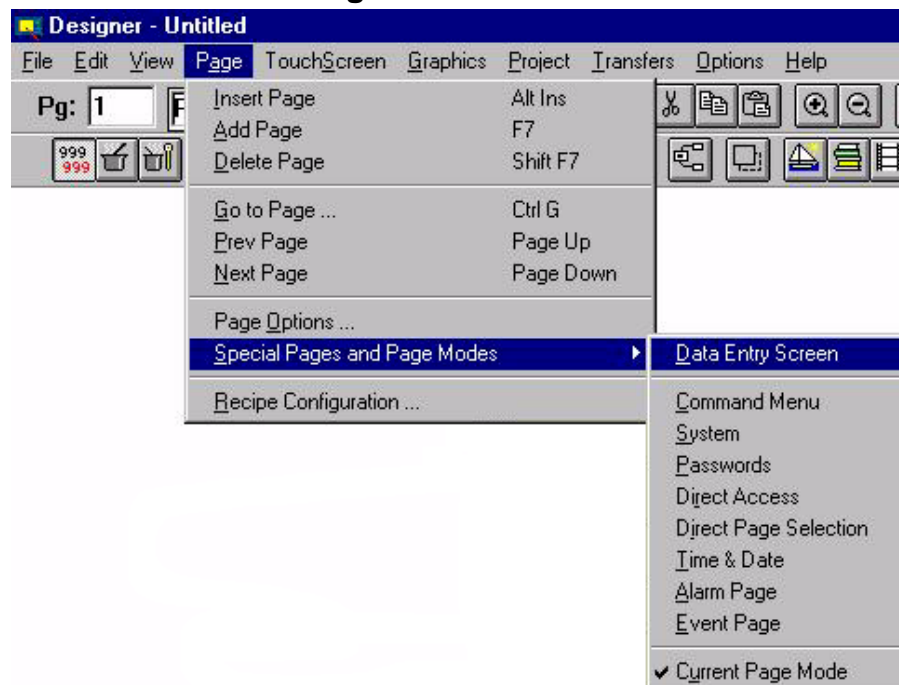 Designer - Untitled
File Edit View Page TouchScreen Graphics Project Transfers Options Help
Pg: 1
Insert Page Alt Ins
Add Page F7
Delete Page Shift F7
999
999
Go to Page ... Ctrl G
Prev Page Page Up
Next Page Page Down
Page Options ...
Special Pages and Page Modes
Data Entry Screen
Recipe Configuration ...
Command Menu
System
Passwords
Direct Access
Direct Page Selection
Time & Date
Alarm Page
Event Page
Current Page Mode